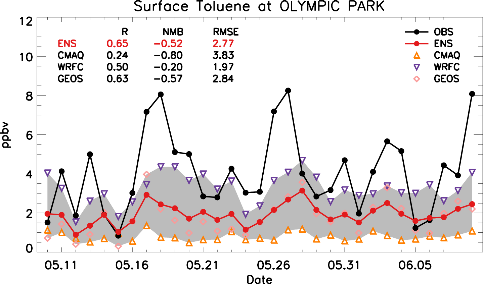 Surface Toluene at OLYMPIC PARK
R NMB RMSE
ENS 0.65 −0.52 2.77
CMAQ 0.24 −0.80 3.83
WRFC 0.50 −0.20 1.97
GEOS 0.63 −0.57 2.84
OBS
ENS
CMAQ
WRFC
GEOS
12
10
8
6
4
2
0
ppbv
05.11 05.16 05.21 05.26 05.31 06.05
Date